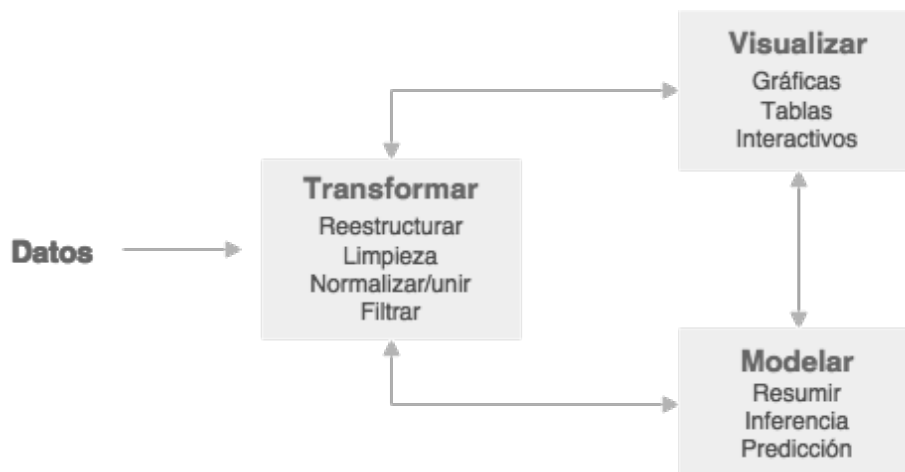 Datos
Transformar
Reestructurar
Limpieza
Normalizar/unir
Filtrar
Visualizar
Gráficas
Tablas
Interactivos
Modelar
Resumir
Inferencia
Predicción